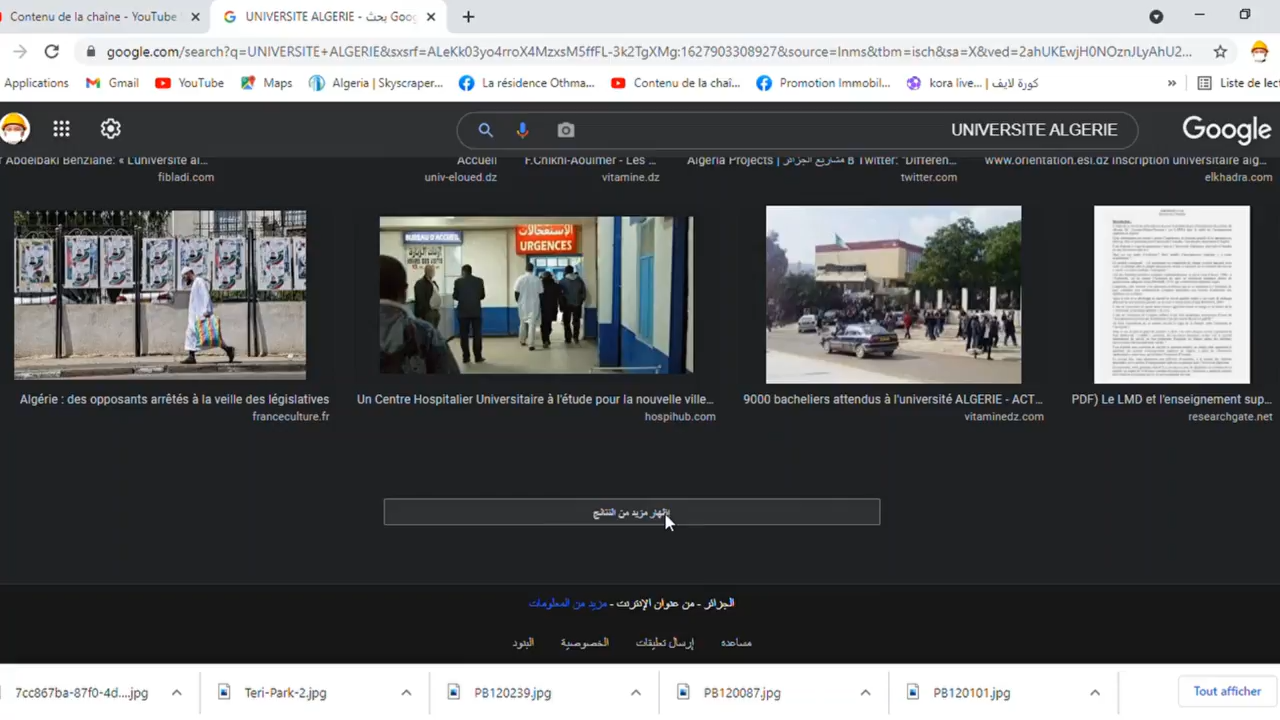 Contenu de la chaîne - YouTube
UNIVERSITE ALGERIE - بحث Goog
google.com/search?q=UNIVERSITE+ALGERIE&sxsrf=ALeKk03yo4rroX4MzxsM5ffFL-3k2TgXMg:1627903308927&source=lnms&tbm=isch&sa=X&ved=2ahUKEwjH0NOznJLyAhU2...
Applications
Gmail
YouTube
Maps
Algeria | Skyscraper...
La résidence Othma...
Contenu de la chaî...
Promotion Immobil...
kora live... | كورة لايف
»
Liste de lect
UNIVERSITE ALGERIE
Google
r Abdelbaki Benziane: « L'université al...
Accueil
F.Chikhi-Aouimer - Les ...
Algeria Projects | مشاريع الجزائر в Twitter: "Differen...
www.orientation.esi.dz inscription universitaire alg...
fibladi.com
univ-eloued.dz
vitamine.dz
twitter.com
elkhadra.com
BUREAU D'ACCUEIL
الإستعجالات
URGENCES
Algérie : des opposants arrêtés à la veille des législatives
Un Centre Hospitalier Universitaire à l'étude pour la nouvelle ville...
9000 bacheliers attendus à l'université ALGERIE - ACT...
PDF) Le LMD et l'enseignement sup...
franceculture.fr
hospihub.com
vitaminedz.com
researchgate.net
إظهار مزيد من النتائج
الجزائر - من عنوان الإنترنت - مزيد من المعلومات
مساعدة
إرسال تعليقات
الخصوصية
البنود
7cc867ba-87f0-4d....jpg
Teri-Park-2.jpg
PB120239.jpg
PB120087.jpg
PB120101.jpg
Tout afficher